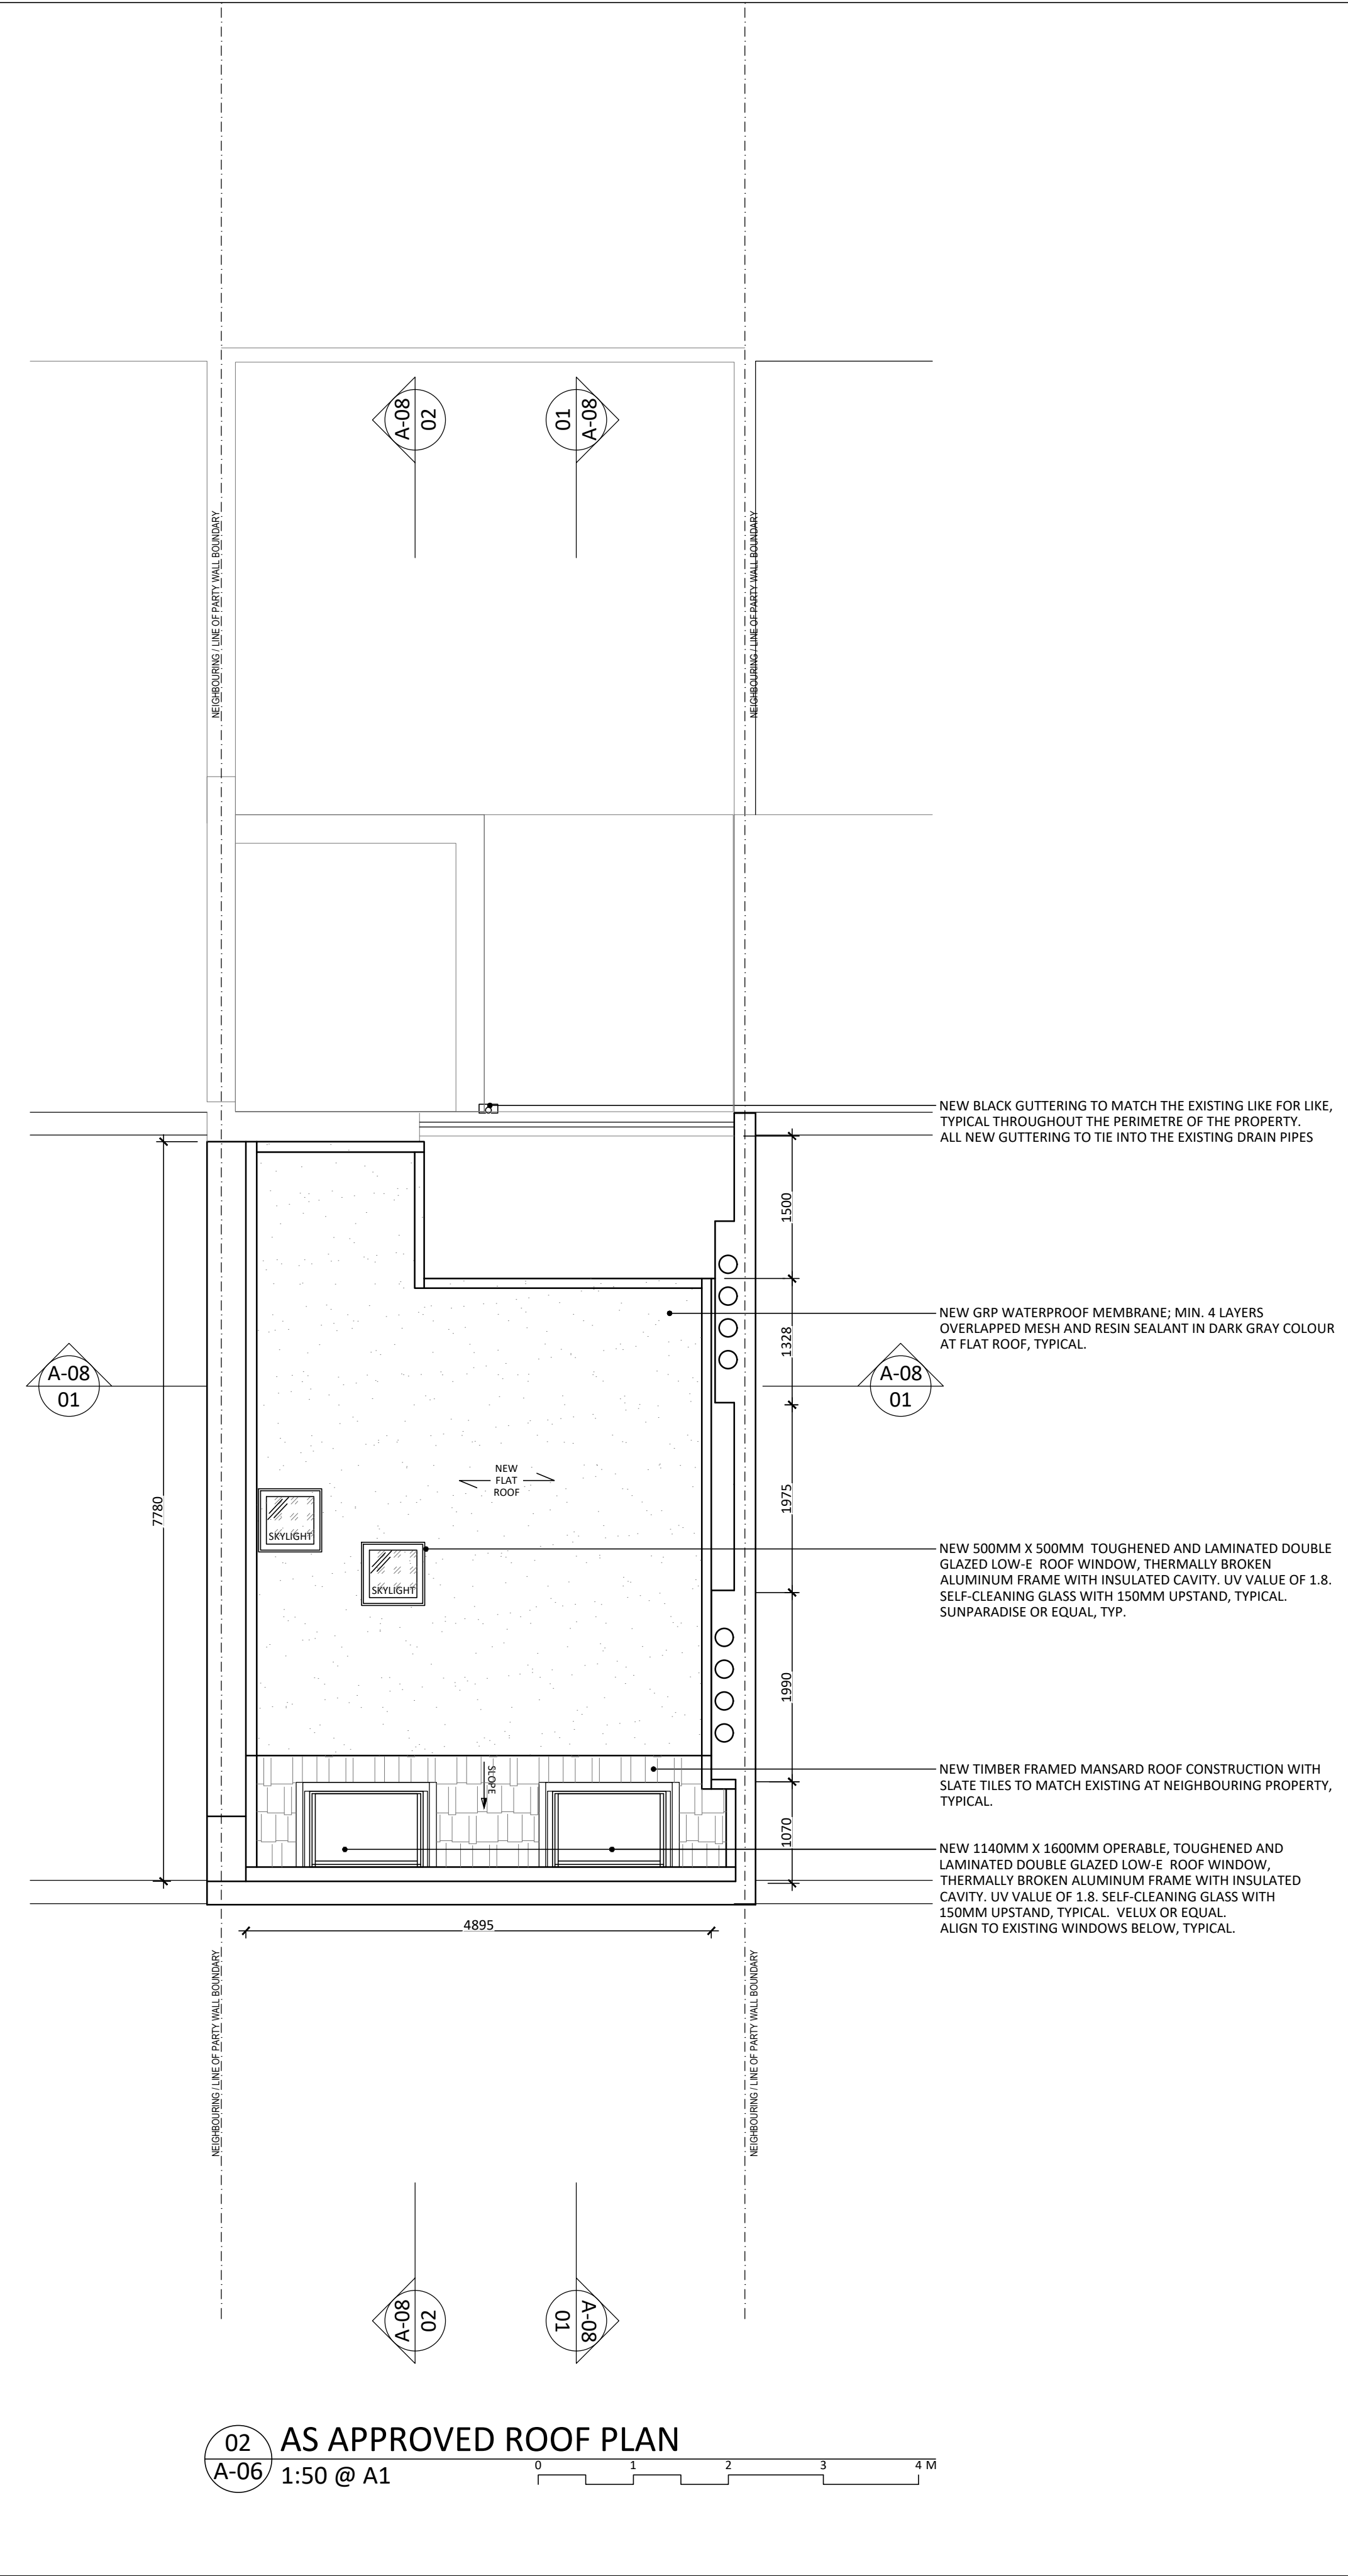 A-08
02
01
A-08
NEIGHBOURING / LINE OF PARTY WALL BOUNDARY
NEIGHBOURING / LINE OF PARTY WALL BOUNDARY
NEW BLACK GUTTERING TO MATCH THE EXISTING LIKE FOR LIKE,
TYPICAL THROUGHOUT THE PERIMETRE OF THE PROPERTY.
ALL NEW GUTTERING TO TIE INTO THE EXISTING DRAIN PIPES
1500
NEW GRP WATERPROOF MEMBRANE; MIN. 4 LAYERS
OVERLAPPED MESH AND RESIN SEALANT IN DARK GRAY COLOUR
AT FLAT ROOF, TYPICAL.
1328
A-08
01
A-08
01
NEW
FLAT
ROOF
7780
1975
SKYLIGHT
SKYLIGHT
NEW 500MM X 500MM TOUGHENED AND LAMINATED DOUBLE
GLAZED LOW-E ROOF WINDOW, THERMALLY BROKEN
ALUMINUM FRAME WITH INSULATED CAVITY. UV VALUE OF 1.8.
SELF-CLEANING GLASS WITH 150MM UPSTAND, TYPICAL.
SUNPARADISE OR EQUAL, TYP.
1990
SLOPE
NEW TIMBER FRAMED MANSARD ROOF CONSTRUCTION WITH
SLATE TILES TO MATCH EXISTING AT NEIGHBOURING PROPERTY,
TYPICAL.
1070
NEW 1140MM X 1600MM OPERABLE, TOUGHENED AND
LAMINATED DOUBLE GLAZED LOW-E ROOF WINDOW,
THERMALLY BROKEN ALUMINUM FRAME WITH INSULATED
CAVITY. UV VALUE OF 1.8. SELF-CLEANING GLASS WITH
150MM UPSTAND, TYPICAL. VELUX OR EQUAL.
ALIGN TO EXISTING WINDOWS BELOW, TYPICAL.
4895
NEIGHBOURING / LINE OF PARTY WALL BOUNDARY
NEIGHBOURING / LINE OF PARTY WALL BOUNDARY
A-08
02
A-08
01
02
A-06
AS APPROVED ROOF PLAN
1:50 @ A1
0 1 2 3 4 M